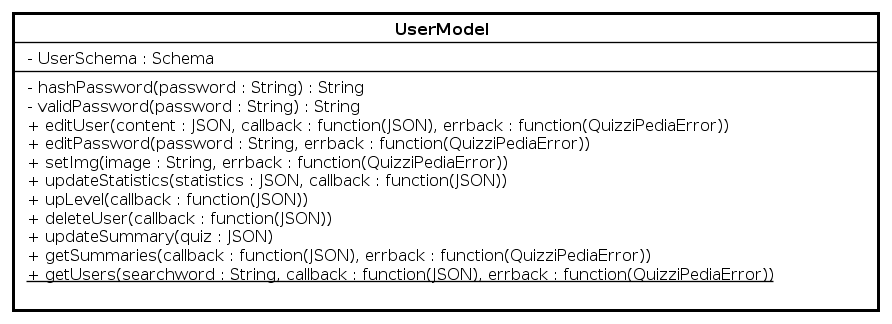 UserModel
- UserSchema : Schema
- hashPassword(password : String) : String
- validPassword(password : String) : String
+ editUser(content : JSON, callback : function(JSON), errback : function(QuizziPediaError))
+ editPassword(password : String, errback : function(QuizziPediaError))
+ setImg(image : String, errback : function(QuizziPediaError))
+ updateStatistics(statistics : JSON, callback : function(JSON))
+ upLevel(callback : function(JSON))
+ deleteUser(callback : function(JSON))
+ updateSummary(quiz : JSON)
+ getSummaries(callback : function(JSON), errback : function(QuizziPediaError))
+ getUsers(searchword : String, callback : function(JSON), errback : function(QuizziPediaError))